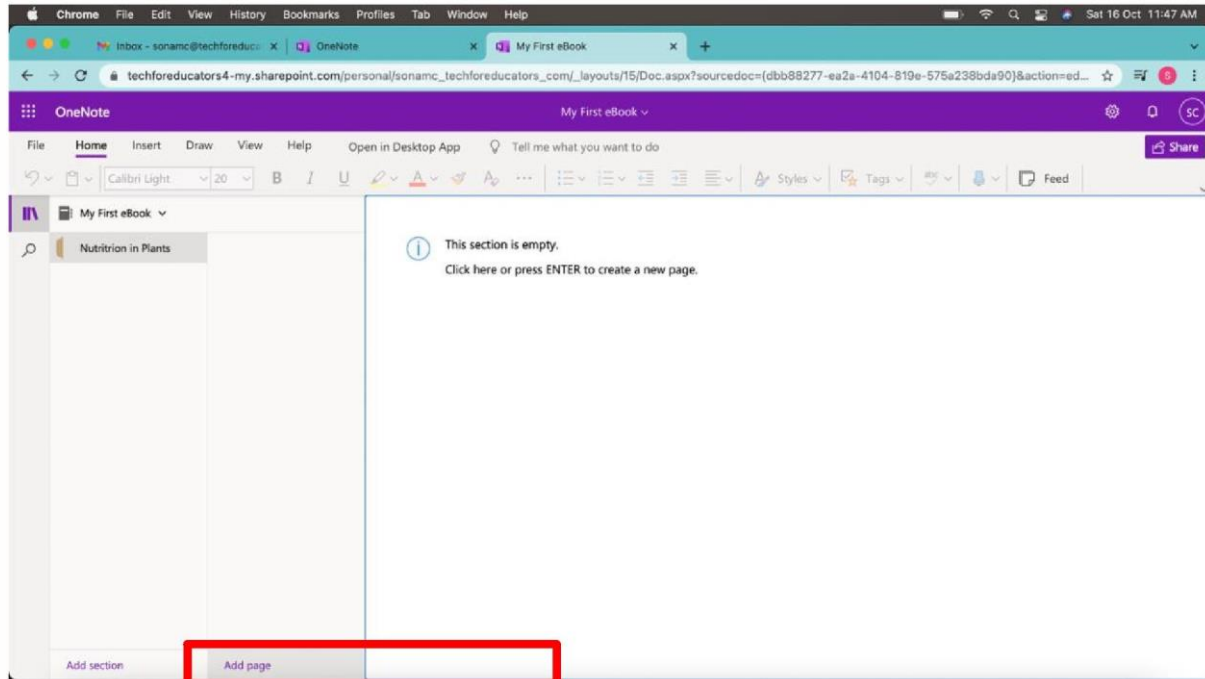 Chrome File Edit View History Bookmarks Profiles Tab Window Help Sat 16 Oct 11:47 AM
Inbox - sonamc@techforeduca OneNote My First eBook
techforeducators4-my.sharepoint.com/personal/sonamc_techforeducators_com/_layouts/15/Doc.aspx?sourcedoc={dbb88277-ea2a-4104-819e-575a238bda90}&action=ed... S
OneNote My First eBook SC
File Home Insert Draw View Help Open in Desktop App Tell me what you want to do Share
Calibri Light 20 B I U A A ... Styles Tags abc Feed
My First eBook
Nutritrion in Plants
This section is empty.
Click here or press ENTER to create a new page.
Add section Add page